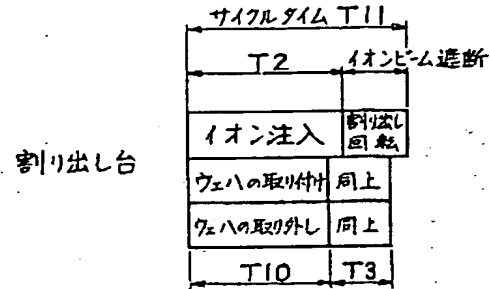 サイクルタイム T11
T2 イオンビーム遮断
イオン注入 割り出し回転
割り出し台
ウェハの取り付け 同上
ウェハの取り外し 同上
T10 T3